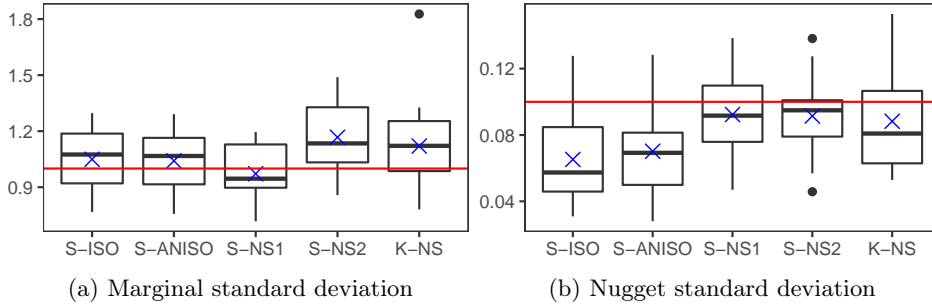 1.8
1.5
1.2
0.9
S−ISO S−ANISO S−NS1 S−NS2 K−NS
(a) Marginal standard deviation
0.12
0.08
0.04
S−ISO S−ANISO S−NS1 S−NS2 K−NS
(b) Nugget standard deviation